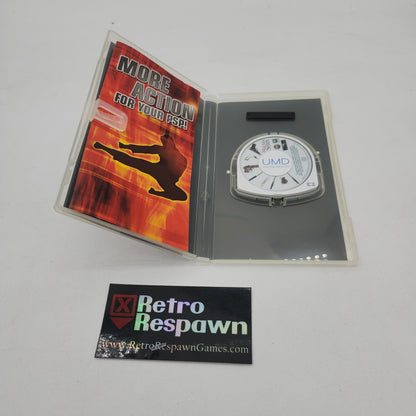 MORE
ACTION
FOR YOUR PSP!
UMD
Retro
Respawn
www.RetroRespawnGames.com